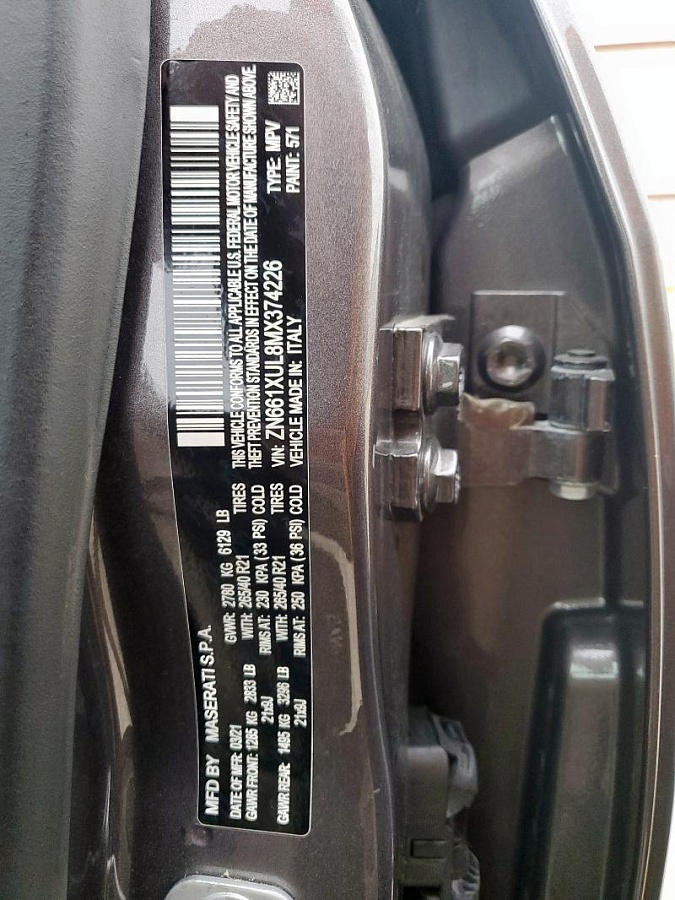 MFD BY MASERATI S.P.A.
DATE OF MFR: 03/21 GVWR: 2780 KG 6129 LB
GAWR FRONT: 1285 KG 2833 LB WITH: 265/40 R21 TIRES
21x9J RIMS AT: 230 KPA (33 PSI) COLD
GAWR REAR: 1495 KG 3296 LB WITH: 265/40 R21 TIRES
21x9J RIMS AT: 250 KPA (36 PSI) COLD
THIS VEHICLE CONFORMS TO ALL APPLICABLE U.S. FEDERAL MOTOR VEHICLE SAFETY AND
THEFT PREVENTION STANDARDS IN EFFECT ON THE DATE OF MANUFACTURE SHOWN ABOVE.
VIN: ZN661XUL8MX374226 TYPE: MPV
VEHICLE MADE IN: ITALY PAINT: 571